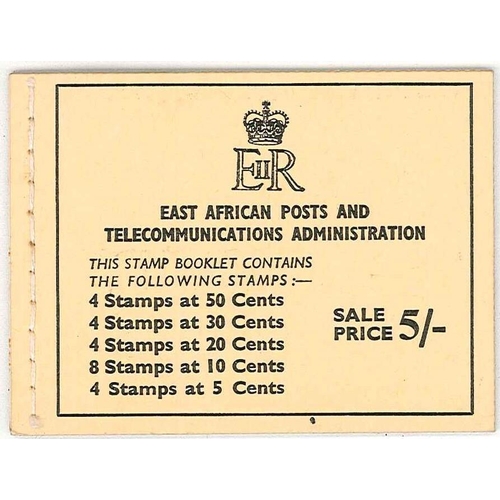 EIIR
EAST AFRICAN POSTS AND
TELECOMMUNICATIONS ADMINISTRATION
THIS STAMP BOOKLET CONTAINS
THE FOLLOWING STAMPS :—
4 Stamps at 50 Cents
4 Stamps at 30 Cents
4 Stamps at 20 Cents
8 Stamps at 10 Cents
4 Stamps at 5 Cents
SALE
PRICE 5/-